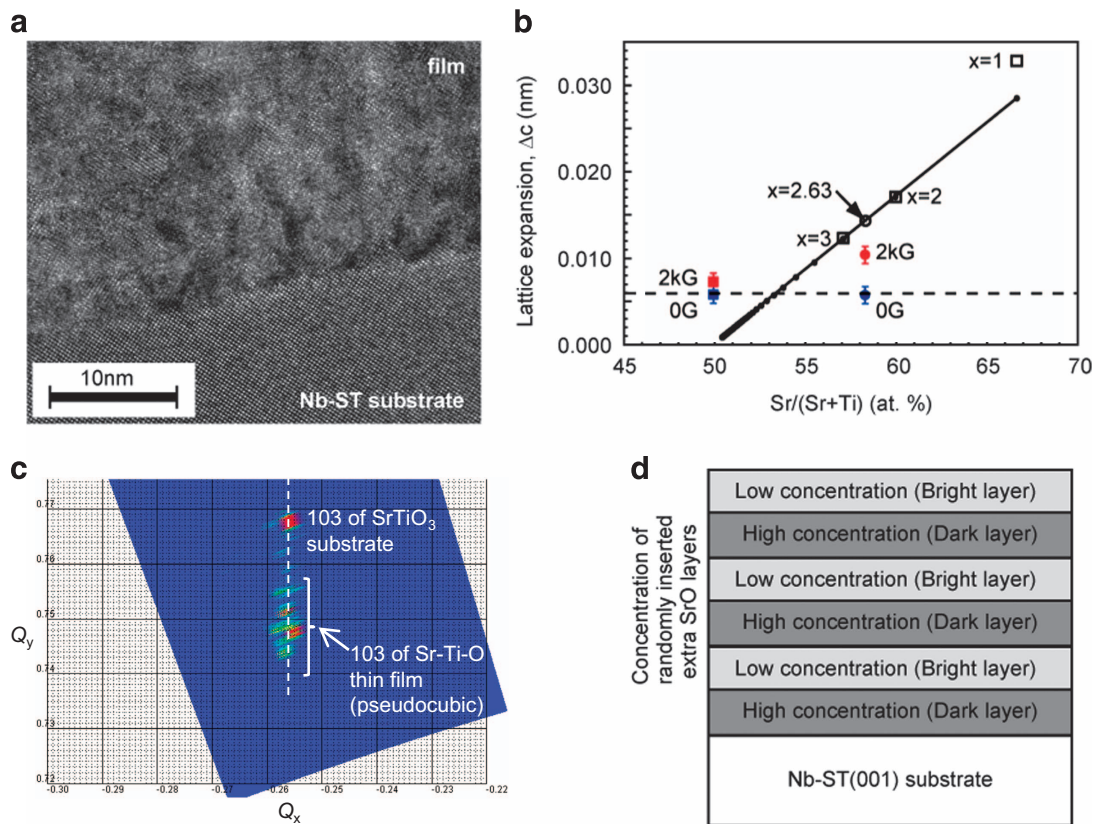 a
film
10nm
Nb-ST substrate
b
Lattice expansion, Δc (nm)
0.030
0.020
0.010
0.000
x=1
x=2.63
x=2
x=3
2kG
2kG
0G
0G
45
50
55
60
65
70
Sr/(Sr+Ti) (at. %)
c
0.77
0.76
0.75
0.74
0.73
0.72
Qy
103 of SrTiO3
substrate
103 of Sr-Ti-O
thin film
(pseudocubic)
-0.30
-0.29
-0.28
-0.27
-0.26
-0.25
-0.24
-0.23
-0.22
Qx
d
Concentration of
randomly inserted
extra SrO layers
Low concentration (Bright layer)
High concentration (Dark layer)
Low concentration (Bright layer)
High concentration (Dark layer)
Low concentration (Bright layer)
High concentration (Dark layer)
Nb-ST(001) substrate